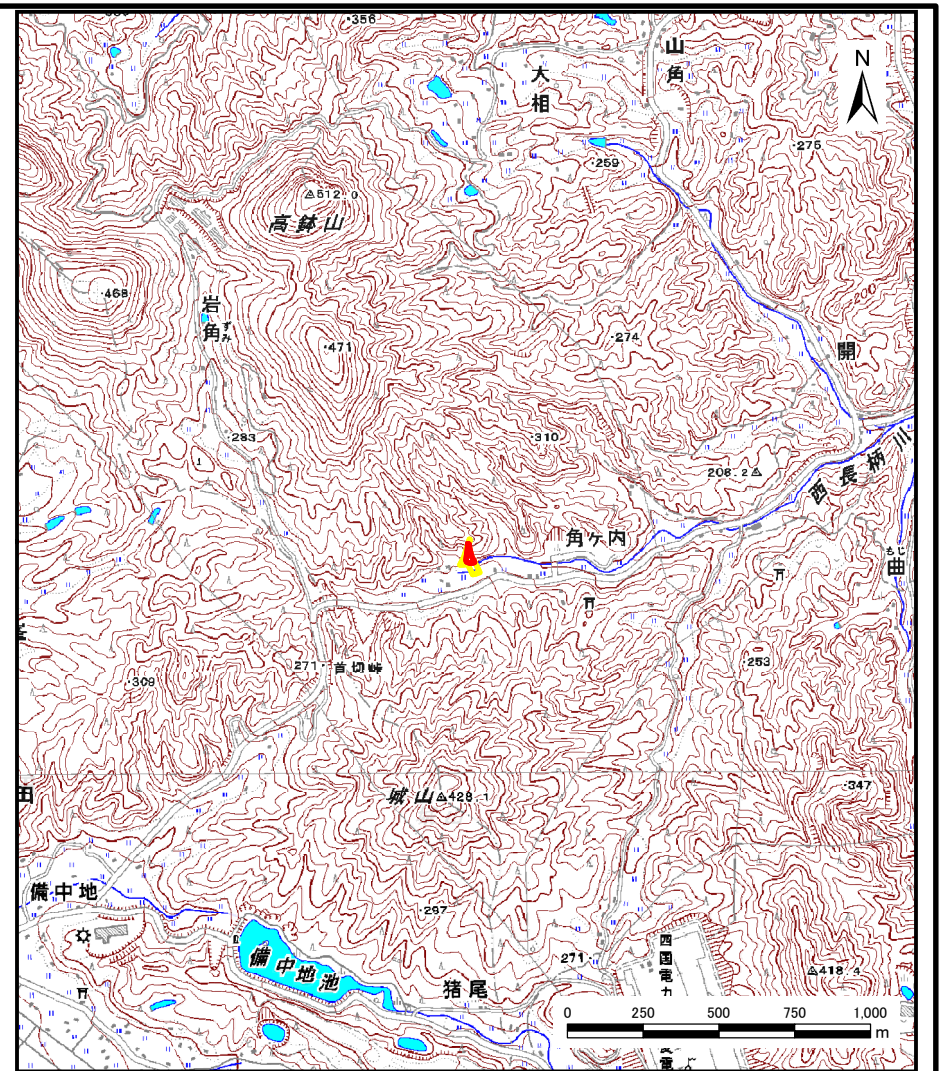 356
山角
大相
N
275
259
512.0
高鉢山
468
岩角
ずみ
274
471
開
283
310
208.2
西長柄川
角ヶ内
もじ
曲
253
271
首切峠
309
田
城山
428.1
347
備中地
297
四国電力
271
418.4
備中地池
猪尾
0 250 500 750 1,000
m
変電